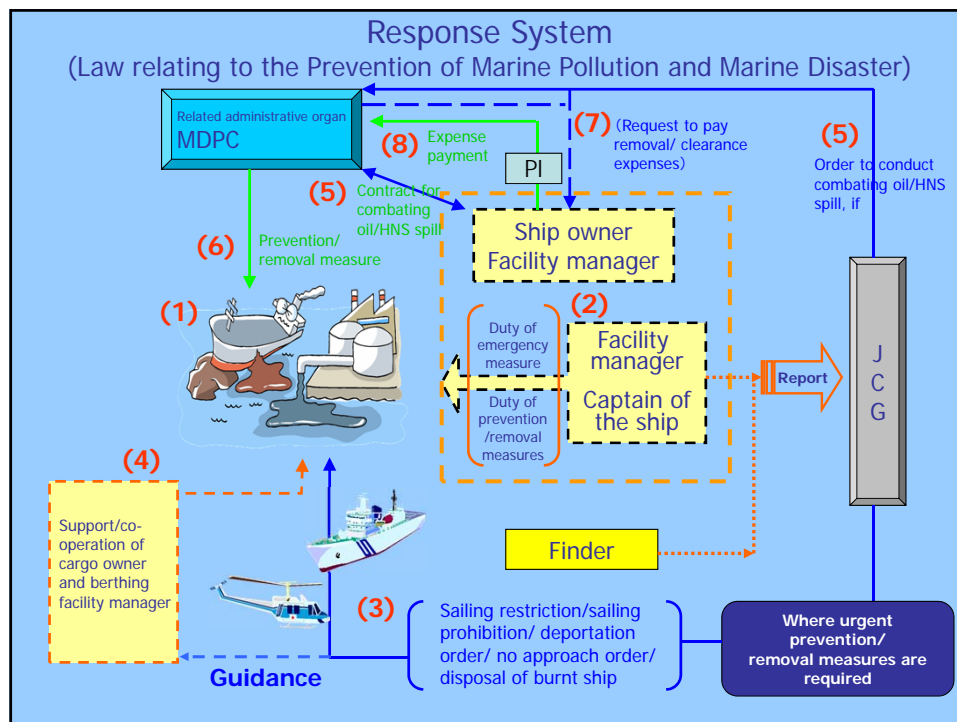 Response System
(Law relating to the Prevention of Marine Pollution and Marine Disaster)
Related administrative organ
MDPC
(8)
Expense
payment
(7)
(Request to pay
removal/ clearance
expenses)
(5)
Order to conduct
combating oil/HNS
spill, if
PI
(5)
Contract for
combating
oil/HNS spill
(6)
Prevention/
removal measure
Ship owner
Facility manager
(1)
(2)
Duty of
emergency
measure
Duty of
prevention
/removal
measures
Facility
manager
Captain of
the ship
Report
J
C
G
(4)
Support/co-
operation of
cargo owner
and berthing
facility manager
Finder
(3)
Sailing restriction/sailing
prohibition/ deportation
order/ no approach order/
disposal of burnt ship
Where urgent
prevention/
removal measures are
required
Guidance